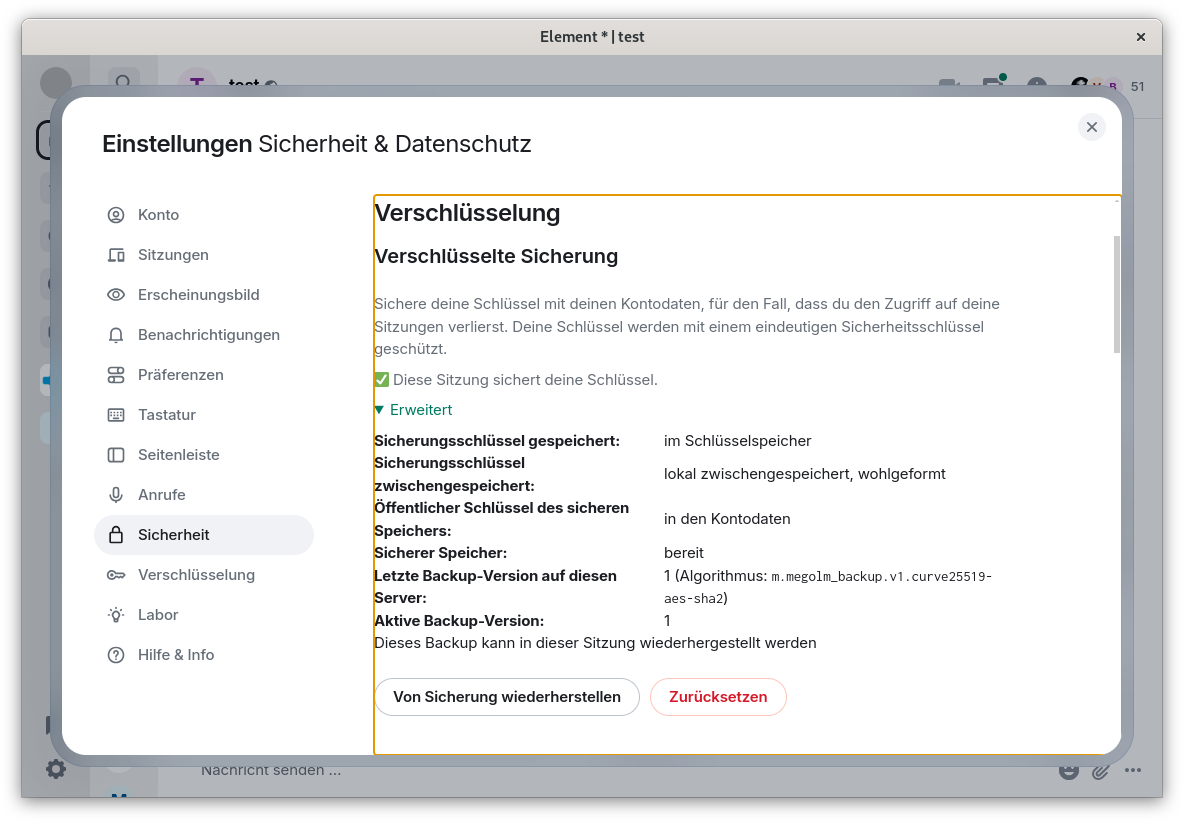 Element * | test
test
51
Einstellungen Sicherheit & Datenschutz
Konto
Sitzungen
Erscheinungsbild
Benachrichtigungen
Präferenzen
Tastatur
Seitenleiste
Anrufe
Sicherheit
Verschlüsselung
Labor
Hilfe & Info
Verschlüsselung
Verschlüsselte Sicherung
Sichere deine Schlüssel mit deinen Kontodaten, für den Fall, dass du den Zugriff auf deine
Sitzungen verlierst. Deine Schlüssel werden mit einem eindeutigen Sicherheitsschlüssel
geschützt.
✅ Diese Sitzung sichert deine Schlüssel.
▼ Erweitert
Sicherungsschlüssel gespeichert: im Schlüsselspeicher
Sicherungsschlüssel
zwischengespeichert: lokal zwischengespeichert, wohlgeformt
Öffentlicher Schlüssel des sicheren
Speichers: in den Kontodaten
Sicherer Speicher: bereit
Letzte Backup-Version auf diesen 1 (Algorithmus: m.megolm_backup.v1.curve25519-
Server: aes-sha2)
Aktive Backup-Version: 1
Dieses Backup kann in dieser Sitzung wiederhergestellt werden
Von Sicherung wiederherstellen Zurücksetzen
Nachricht senden ...